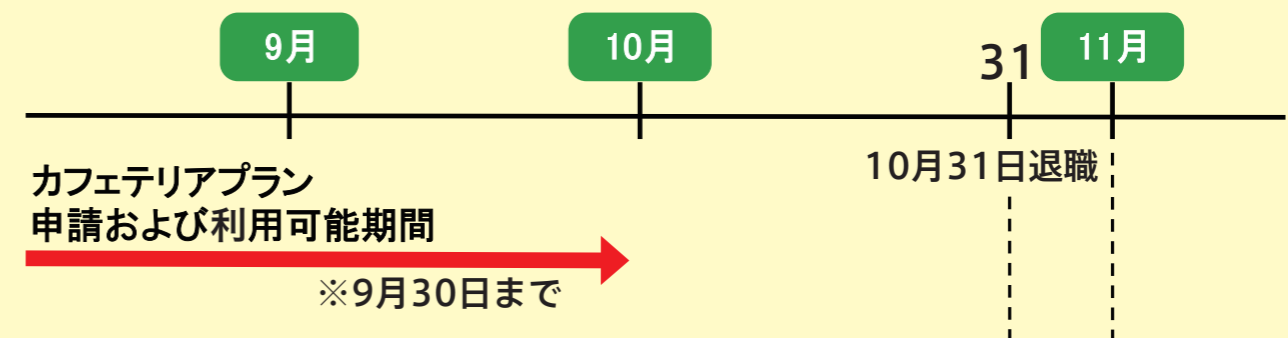 9月
10月
31
11月
10月31日退職
カフェテリアプラン
申請および利用可能期間
※9月30日まで